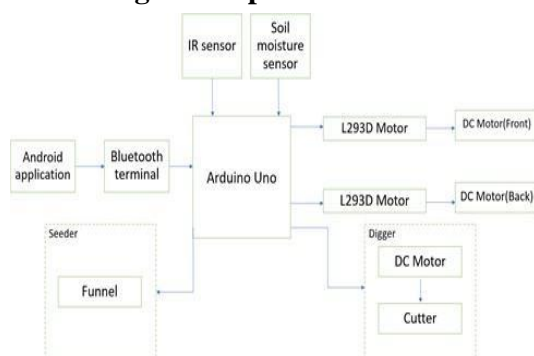 IR sensor
Soil
moisture
sensor
L293D Motor
DC Motor(Front)
Android
application
Bluetooth
terminal
Arduino Uno
L293D Motor
DC Motor(Back)
Seeder
Funnel
Digger
DC Motor
Cutter